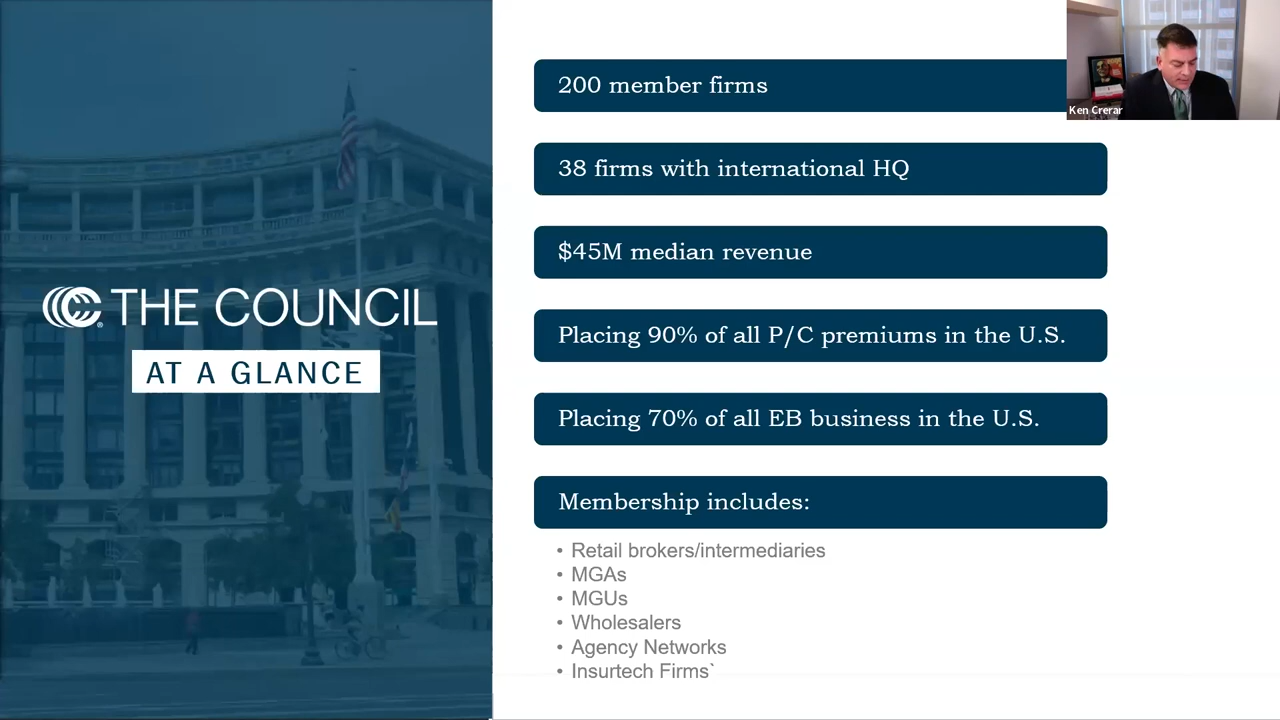 THE COUNCIL
AT A GLANCE
200 member firms
38 firms with international HQ
$45M median revenue
Placing 90% of all P/C premiums in the U.S.
Placing 70% of all EB business in the U.S.
Membership includes:
• Retail brokers/intermediaries
• MGAs
• MGUs
• Wholesalers
• Agency Networks
• Insurtech Firms`
Ken Crerar